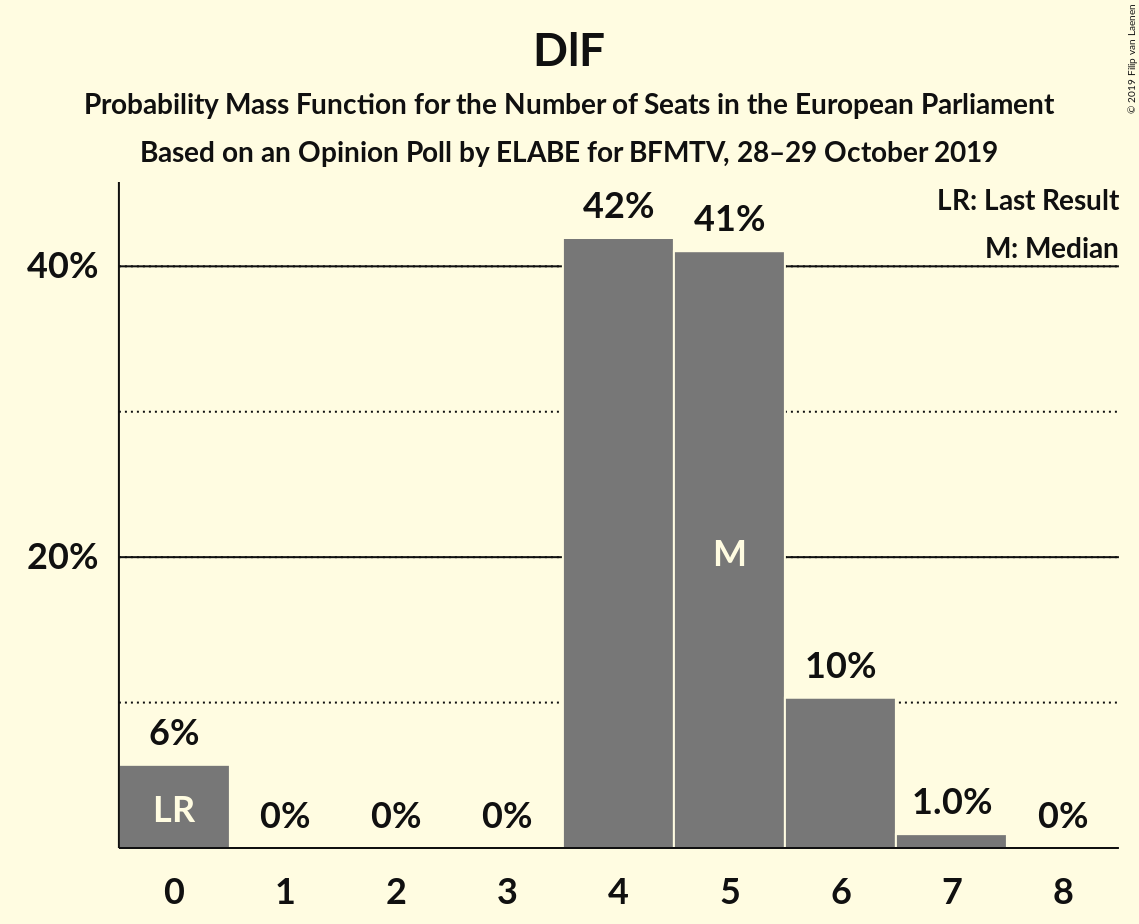 DlF
Probability Mass Function for the Number of Seats in the European Parliament
Based on an Opinion Poll by ELABE for BFMTV, 28–29 October 2019
© 2019 Filip van Laenen
LR: Last Result
M: Median
40%
20%
6%
0%
0%
0%
42%
41%
10%
1.0%
0%
LR
M
0 1 2 3 4 5 6 7 8